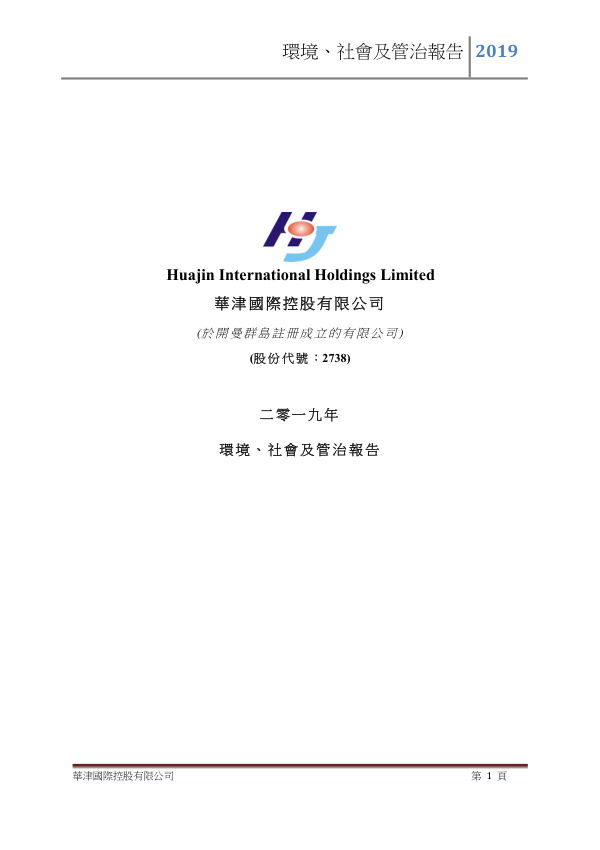 環境、社會及管治報告 2019
HJ
Huajin International Holdings Limited
華津國際控股有限公司
(於開曼群島註冊成立的有限公司)
(股份代號：2738)
二零一九年
環境、社會及管治報告
華津國際控股有限公司 第 1 頁